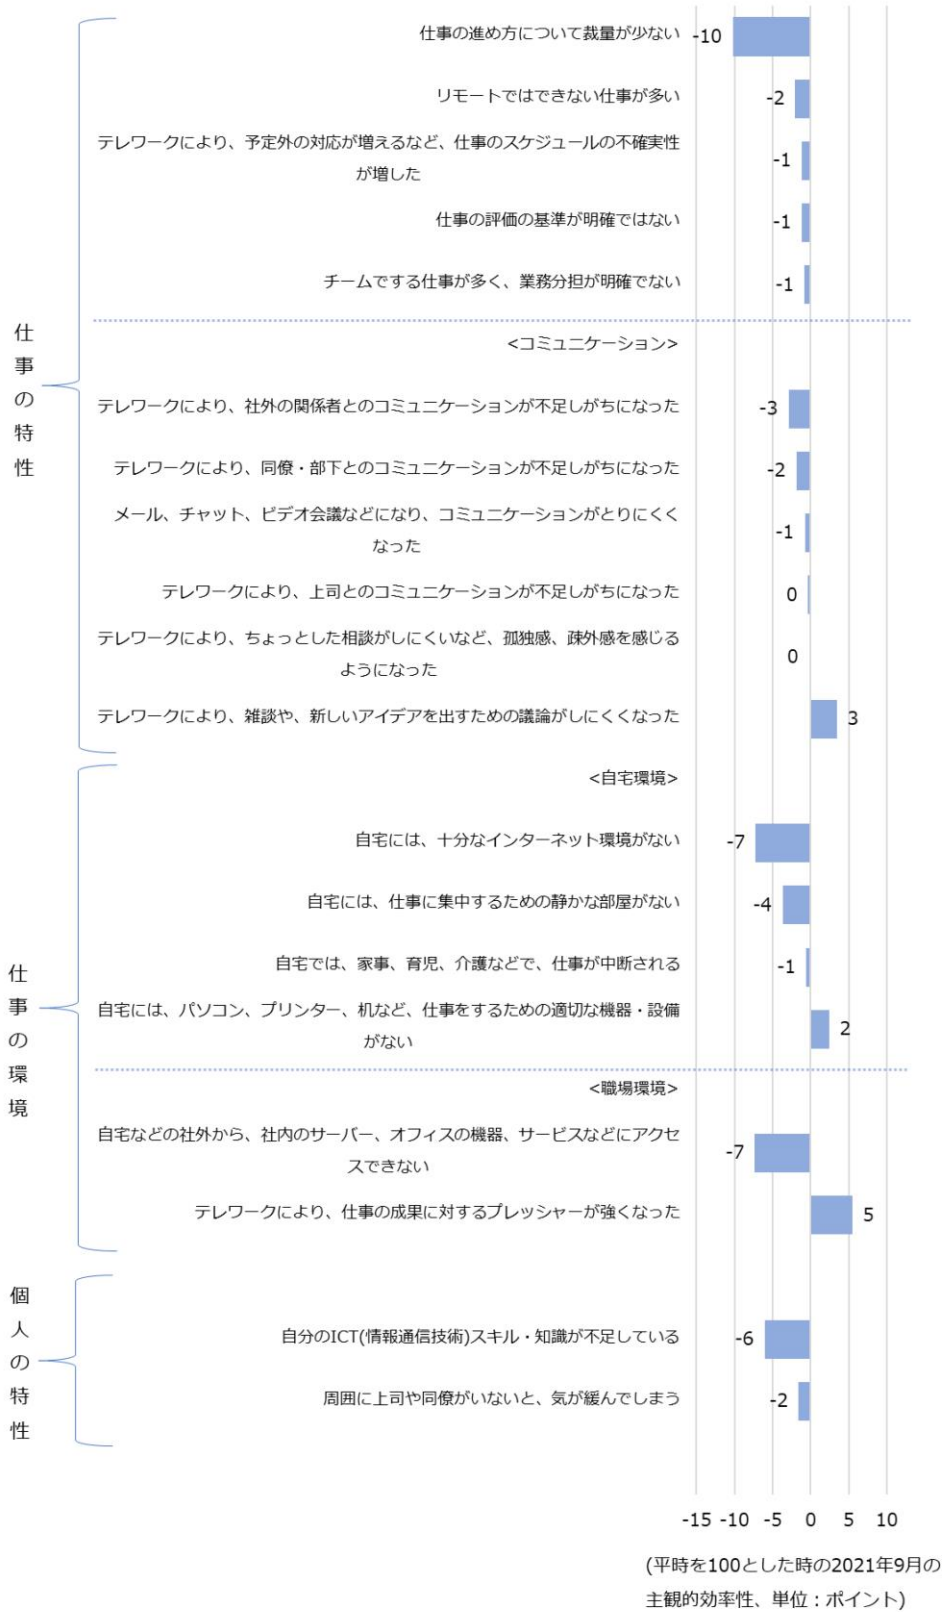 仕事の特性
仕事の進め方について裁量が少ない -10
リモートではできない仕事が多い -2
テレワークにより、予定外の対応が増えるなど、仕事のスケジュールの不確実性
が増した -1
仕事の評価の基準が明確ではない -1
チームでする仕事が多く、業務分担が明確でない -1
<コミュニケーション>
テレワークにより、社外の関係者とのコミュニケーションが不足しがちになった -3
テレワークにより、同僚・部下とのコミュニケーションが不足しがちになった -2
メール、チャット、ビデオ会議などになり、コミュニケーションがとりにくく
なった -1
テレワークにより、上司とのコミュニケーションが不足しがちになった 0
テレワークにより、ちょっとした相談がしにくいなど、孤独感、疎外感を感じる
ようになった 0
テレワークにより、雑談や、新しいアイデアを出すための議論がしにくくなった 3
仕事の環境
<自宅環境>
自宅には、十分なインターネット環境がない -7
自宅には、仕事に集中するための静かな部屋がない -4
自宅では、家事、育児、介護などで、仕事が中断される -1
自宅には、パソコン、プリンター、机など、仕事をするための適切な機器・設備
がない 2
<職場環境>
自宅などの社外から、社内のサーバー、オフィスの機器、サービスなどにアクセ
スできない -7
テレワークにより、仕事の成果に対するプレッシャーが強くなった 5
個人の特性
自分のICT(情報通信技術)スキル・知識が不足している -6
周囲に上司や同僚がいないと、気が緩んでしまう -2
-15 -10 -5 0 5 10
(平時を100とした時の2021年9月の
主観的効率性、単位:ポイント)